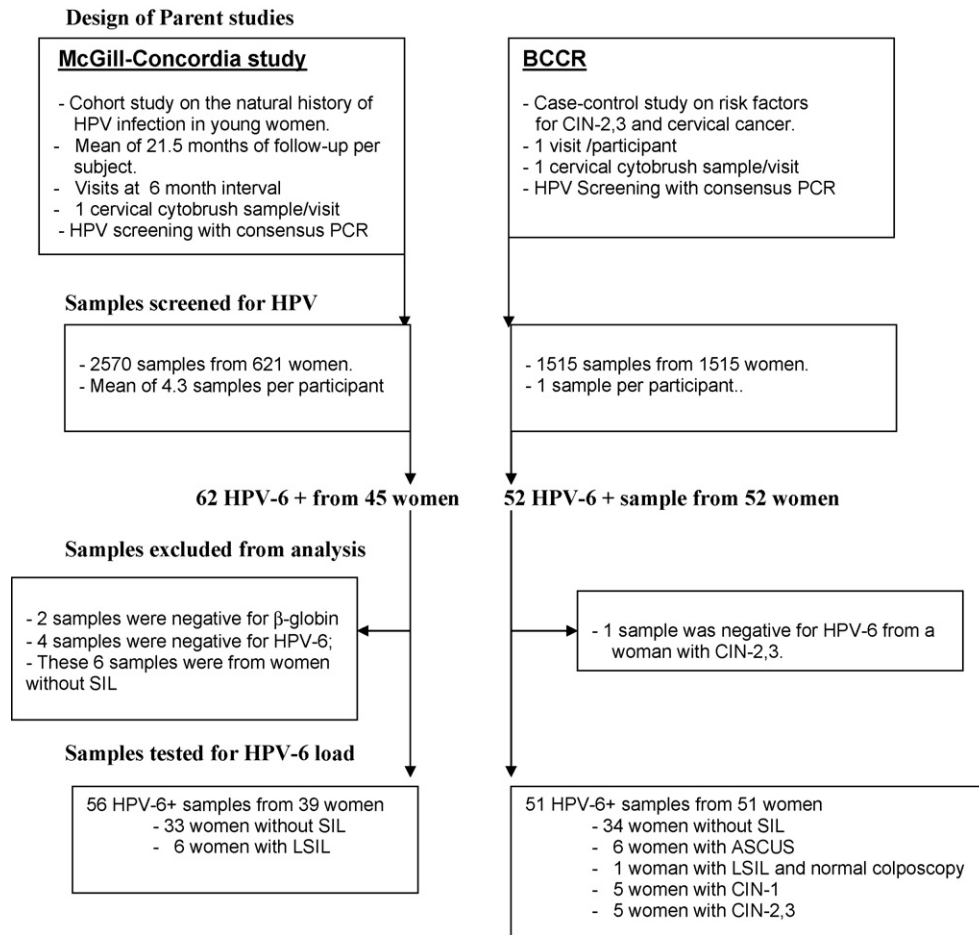 Design of Parent studies
McGill-Concordia study
- Cohort study on the natural history of
HPV infection in young women.
- Mean of 21.5 months of follow-up per
subject.
- Visits at 6 month interval
- 1 cervical cytobrush sample/visit
- HPV screening with consensus PCR
BCCR
- Case-control study on risk factors
for CIN-2,3 and cervical cancer.
- 1 visit /participant
- 1 cervical cytobrush sample/visit
- HPV Screening with consensus PCR
Samples screened for HPV
- 2570 samples from 621 women.
- Mean of 4.3 samples per participant
- 1515 samples from 1515 women.
- 1 sample per participant..
62 HPV-6 + from 45 women
52 HPV-6 + sample from 52 women
Samples excluded from analysis
- 2 samples were negative for β-globin
- 4 samples were negative for HPV-6;
- These 6 samples were from women
without SIL
- 1 sample was negative for HPV-6 from a
woman with CIN-2,3.
Samples tested for HPV-6 load
56 HPV-6+ samples from 39 women
- 33 women without SIL
- 6 women with LSIL
51 HPV-6+ samples from 51 women
- 34 women without SIL
- 6 women with ASCUS
- 1 woman with LSIL and normal colposcopy
- 5 women with CIN-1
- 5 women with CIN-2,3